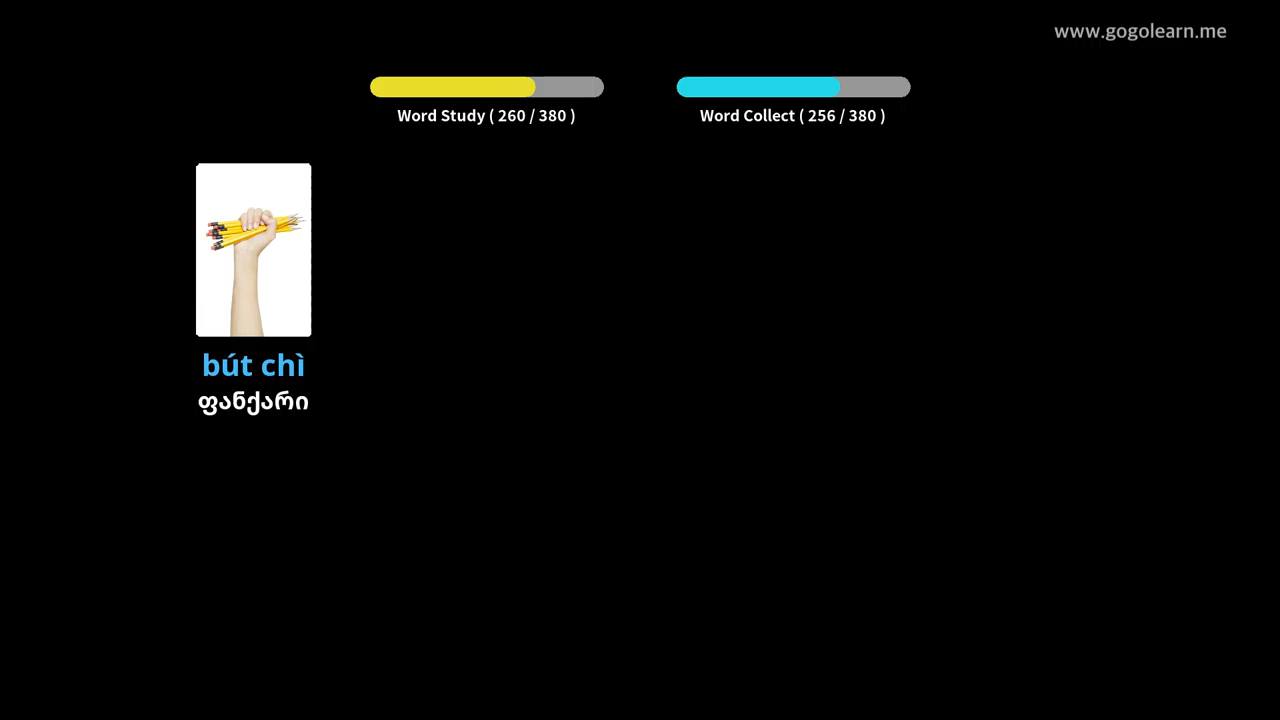 www.gogolearn.me
Word Study ( 260 / 380 )
Word Collect ( 256 / 380 )
bút chì
ფანქარი